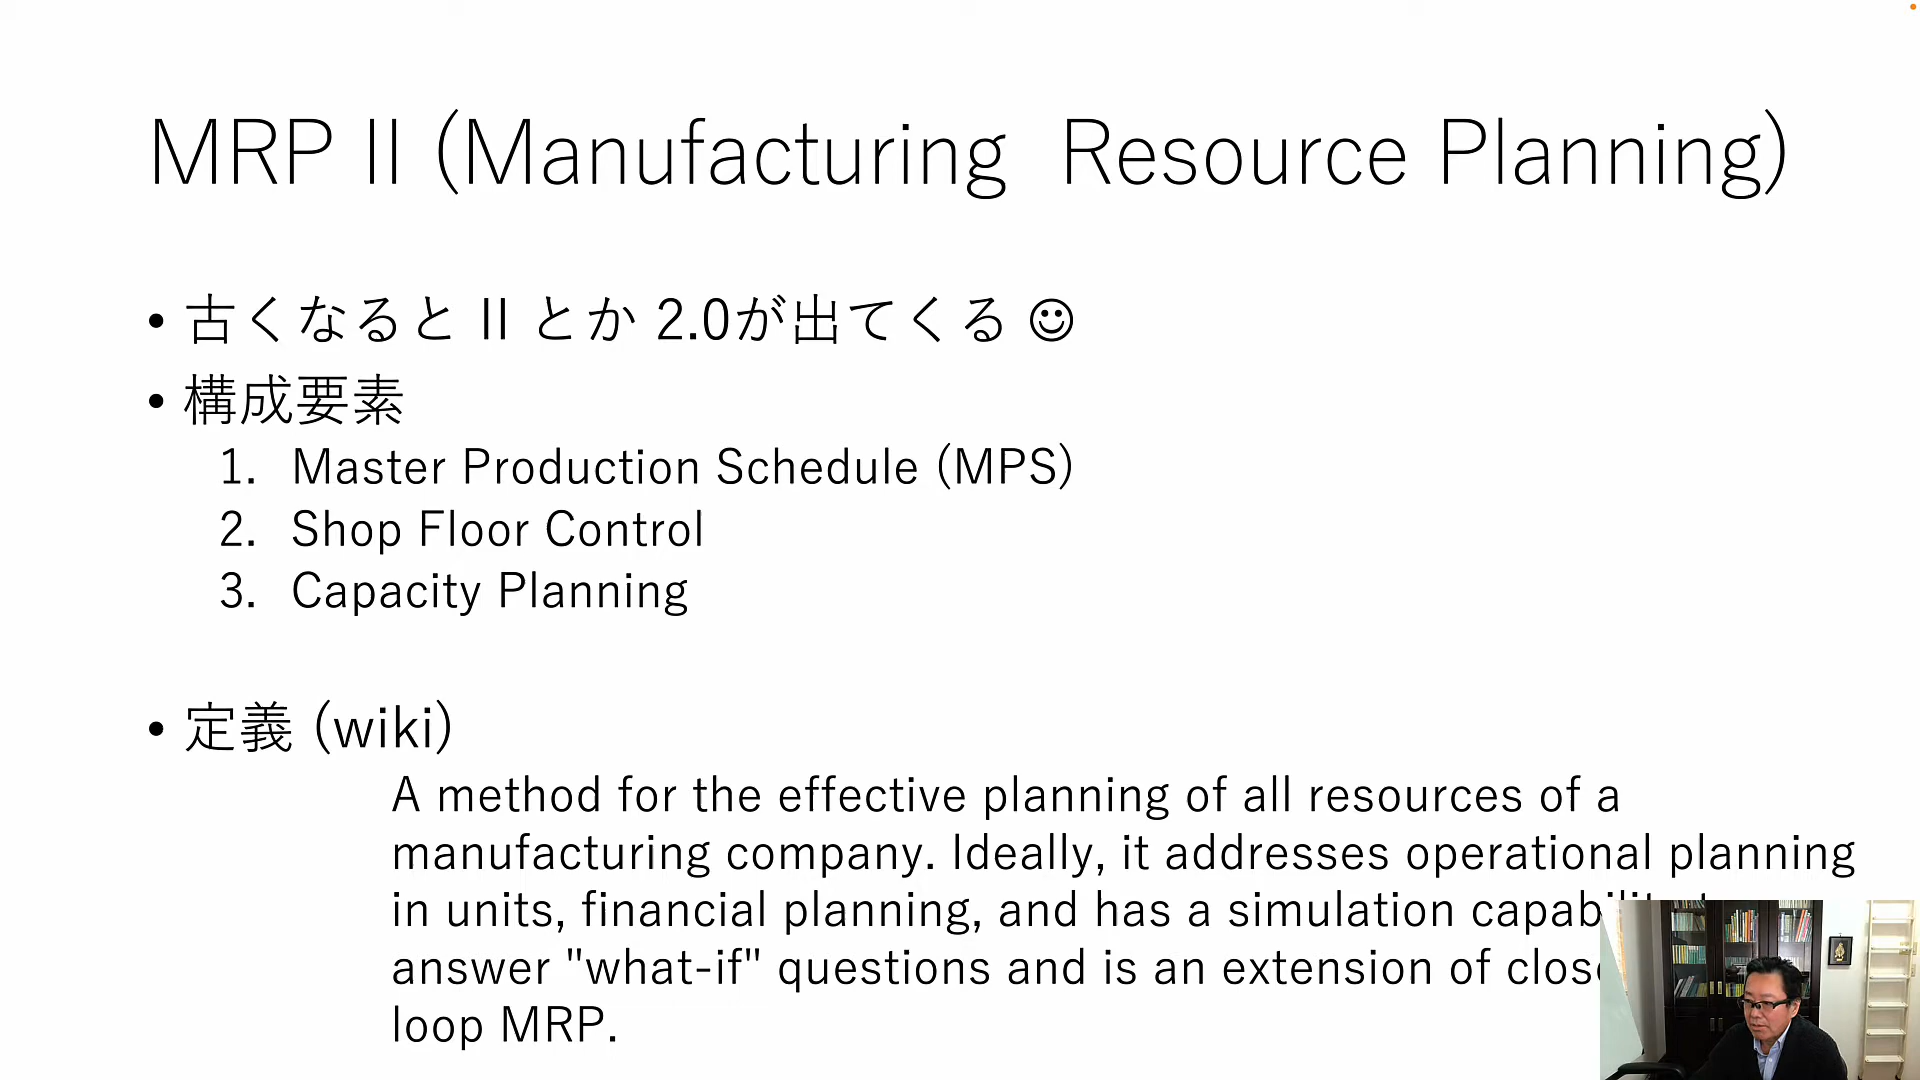 MRP II (Manufacturing Resource Planning)
• 古くなると II とか 2.0が出てくる ☺
• 構成要素
1. Master Production Schedule (MPS)
2. Shop Floor Control
3. Capacity Planning
• 定義 (wiki)
A method for the effective planning of all resources of a
manufacturing company. Ideally, it addresses operational planning
in units, financial planning, and has a simulation
answer "what-if" questions and is an extension of
loop MRP.